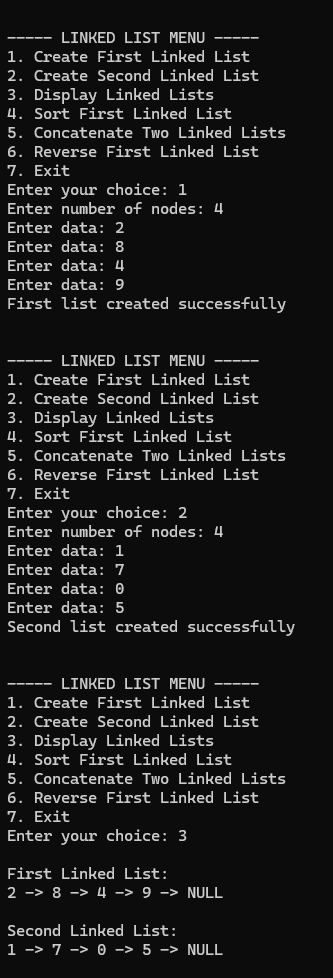 ----- LINKED LIST MENU -----
1. Create First Linked List
2. Create Second Linked List
3. Display Linked Lists
4. Sort First Linked List
5. Concatenate Two Linked Lists
6. Reverse First Linked List
7. Exit
Enter your choice: 1
Enter number of nodes: 4
Enter data: 2
Enter data: 8
Enter data: 4
Enter data: 9
First list created successfully
----- LINKED LIST MENU -----
1. Create First Linked List
2. Create Second Linked List
3. Display Linked Lists
4. Sort First Linked List
5. Concatenate Two Linked Lists
6. Reverse First Linked List
7. Exit
Enter your choice: 2
Enter number of nodes: 4
Enter data: 1
Enter data: 7
Enter data: 0
Enter data: 5
Second list created successfully
----- LINKED LIST MENU -----
1. Create First Linked List
2. Create Second Linked List
3. Display Linked Lists
4. Sort First Linked List
5. Concatenate Two Linked Lists
6. Reverse First Linked List
7. Exit
Enter your choice: 3
First Linked List:
2 -> 8 -> 4 -> 9 -> NULL
Second Linked List:
1 -> 7 -> 0 -> 5 -> NULL